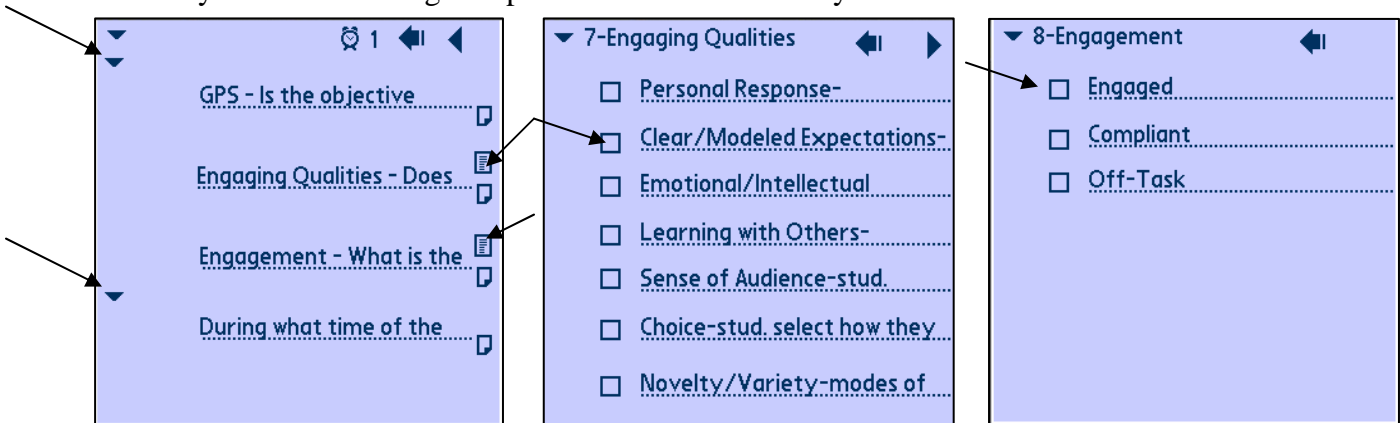 1
GPS - Is the objective
Engaging Qualities - Does
Engagement - What is the
During what time of the
7-Engaging Qualities
Personal Response-
Clear/Modeled Expectations-
Emotional/Intellectual
Learning with Others-
Sense of Audience-stud.
Choice-stud. select how they
Novelty/Variety-modes of
8-Engagement
Engaged
Compliant
Off-Task